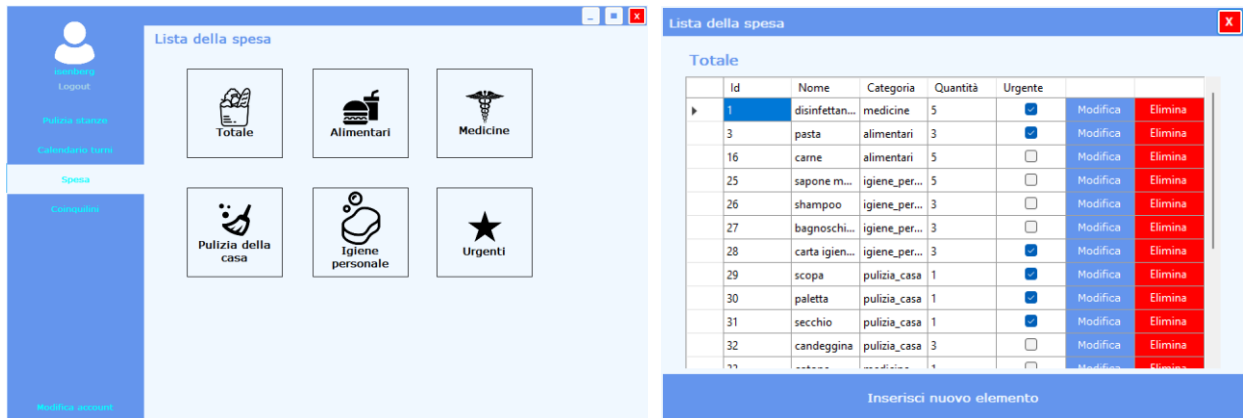 Lista della spesa
isenberg
Logout
Pulizia stanze
Calendario turni
Spesa
Coinquilini
Modifica account
Totale
Alimentari
Medicine
Pulizia della
casa
Igiene
personale
Urgenti
Lista della spesa X
Totale
Id Nome Categoria Quantità Urgente
1 disinfettan... medicine 5 Modifica Elimina
3 pasta alimentari 3 Modifica Elimina
16 carne alimentari 5 Modifica Elimina
25 sapone m... igiene_per... 5 Modifica Elimina
26 shampoo igiene_per... 3 Modifica Elimina
27 bagnoschi... igiene_per... 3 Modifica Elimina
28 carta igien... igiene_per... 3 Modifica Elimina
29 scopa pulizia_casa 1 Modifica Elimina
30 paletta pulizia_casa 1 Modifica Elimina
31 secchio pulizia_casa 1 Modifica Elimina
32 candeggina pulizia_casa 3 Modifica Elimina
Inserisci nuovo elemento